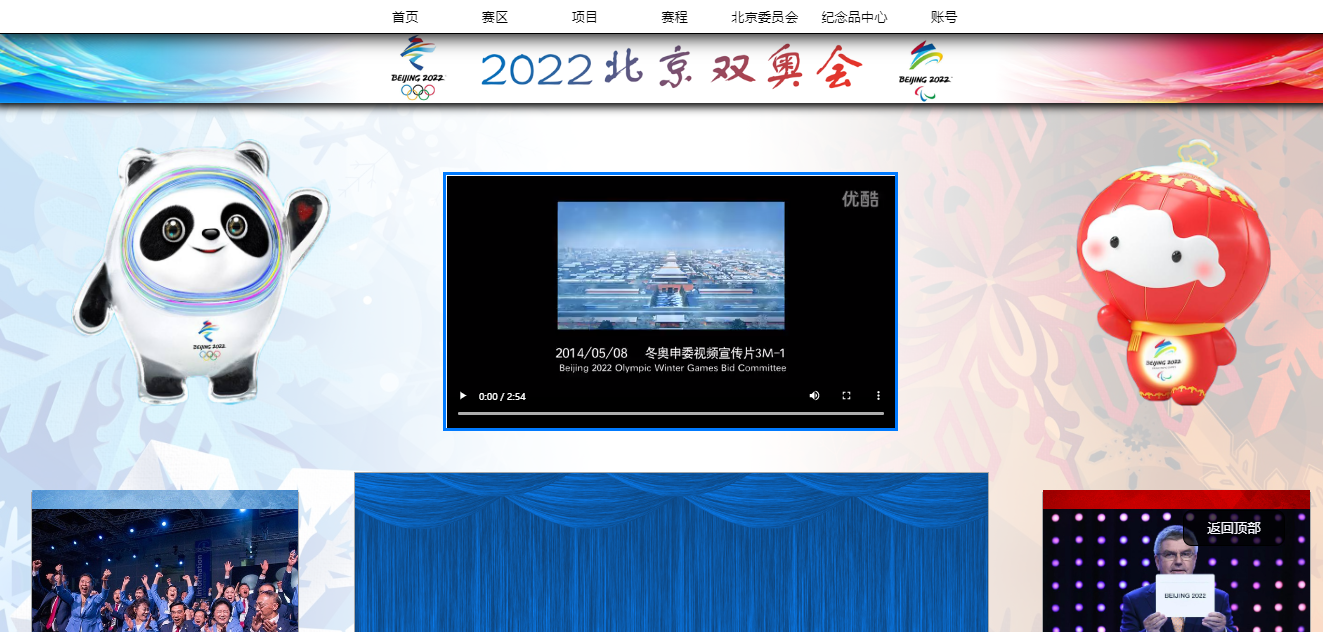 首页 赛区 项目 赛程 北京委员会 纪念品中心 账号
BEIJING 2022
2022北京双奥会
BEIJING 2022
优酷
2014/05/08 冬奥申委视频宣传片3M-1
Beijing 2022 Olympic Winter Games Bid Committee
0:00 / 2:54
BEIJING 2022
BEIJING 2022
返回顶部
BEIJING 2022